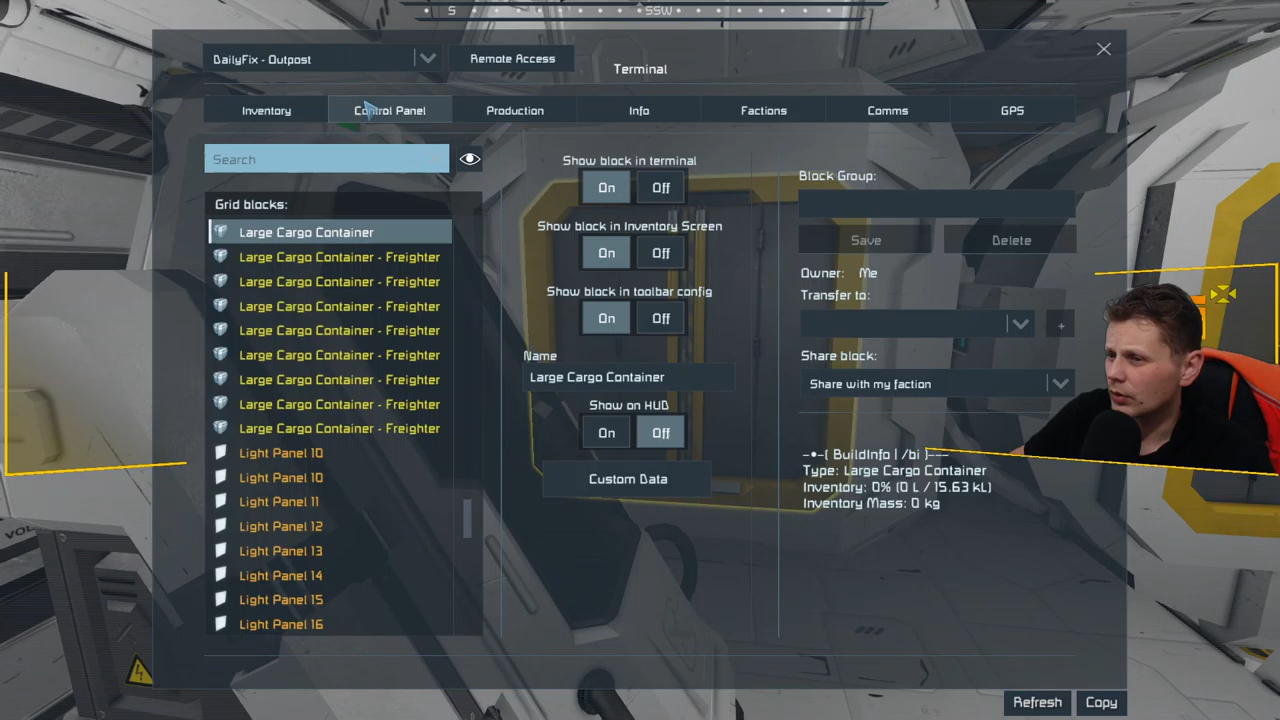 S
SSW
DailyFix - Outpost
Remote Access
Terminal
Inventory
Control Panel
Production
Info
Factions
Comms
GPS
Search
Grid blocks:
Large Cargo Container
Large Cargo Container - Freighter
Large Cargo Container - Freighter
Large Cargo Container - Freighter
Large Cargo Container - Freighter
Large Cargo Container - Freighter
Large Cargo Container - Freighter
Large Cargo Container - Freighter
Large Cargo Container - Freighter
Light Panel 10
Light Panel 10
Light Panel 11
Light Panel 12
Light Panel 13
Light Panel 14
Light Panel 15
Light Panel 16
Show block in terminal
On Off
Show block in Inventory Screen
On Off
Show block in toolbar config
On Off
Name
Large Cargo Container
Show on HUD
On Off
Custom Data
Block Group:
Save Delete
Owner: Me
Transfer to:
+
Share block:
Share with my faction
-•-( BuildInfo | /bi )---
Type: Large Cargo Container
Inventory: 0% (0 L / 15.63 kL)
Inventory Mass: 0 kg
Refresh Copy